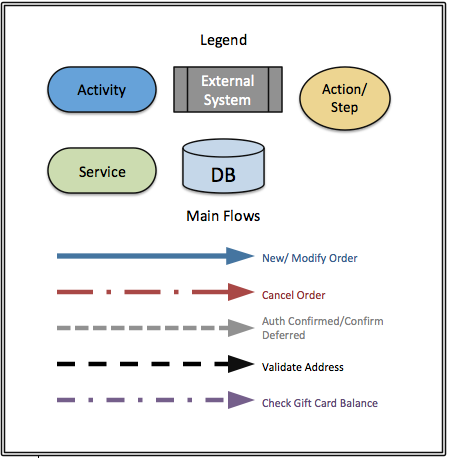 Legend
Activity
External
System
Action/
Step
Service
DB
Main Flows
New/ Modify Order
Cancel Order
Auth Confirmed/Confirm
Deferred
Validate Address
Check Gift Card Balance